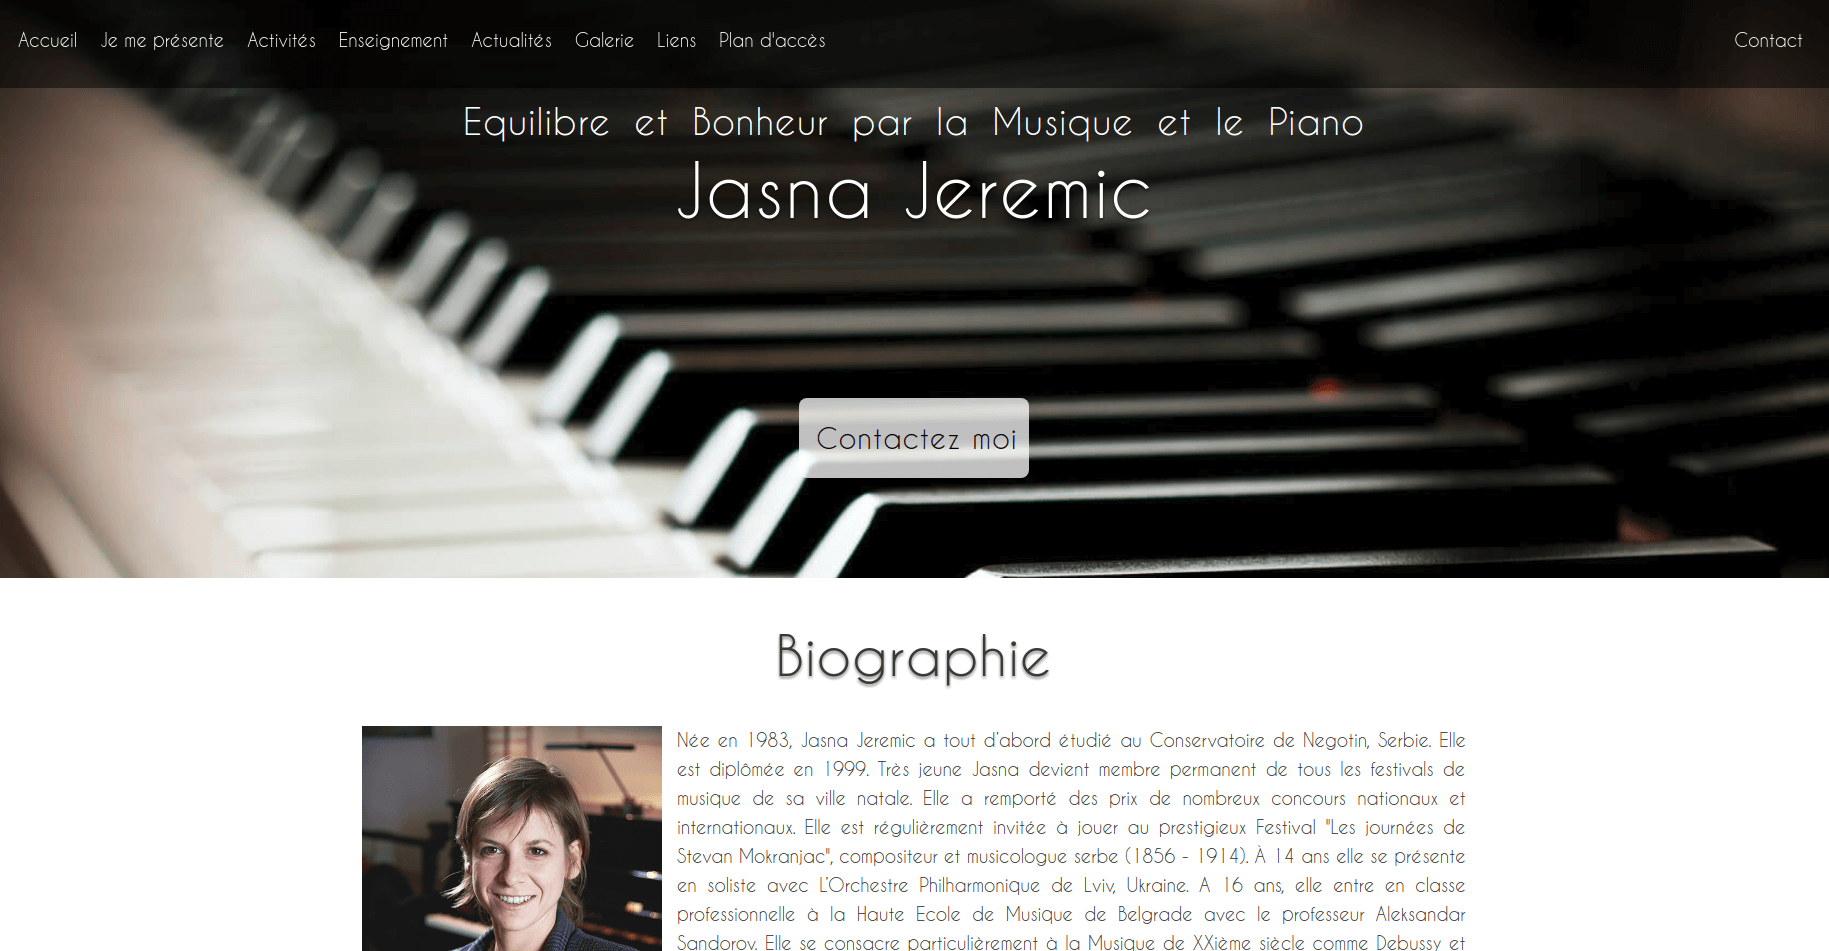 Accueil Je me présente Activités Enseignement Actualités Galerie Liens Plan d'accès Contact
Equilibre et Bonheur par la Musique et le Piano
Jasna Jeremic
Contactez moi
Biographie
Née en 1983, Jasna Jeremic a tout d'abord étudié au Conservatoire de Negotin, Serbie. Elle
est diplômée en 1999. Très jeune Jasna devient membre permanent de tous les festivals de
musique de sa ville natale. Elle a remporté des prix de nombreux concours nationaux et
internationaux. Elle est régulièrement invitée à jouer au prestigieux Festival "Les journées de
Stevan Mokranjac", compositeur et musicologue serbe (1856 - 1914). À 14 ans elle se présente
en soliste avec L'Orchestre Philharmonique de Lviv, Ukraine. A 16 ans, elle entre en classe
professionnelle à la Haute Ecole de Musique de Belgrade avec le professeur Aleksandar
Sandorov. Elle se consacre particulièrement à la Musique de XXième siècle comme Debussy et